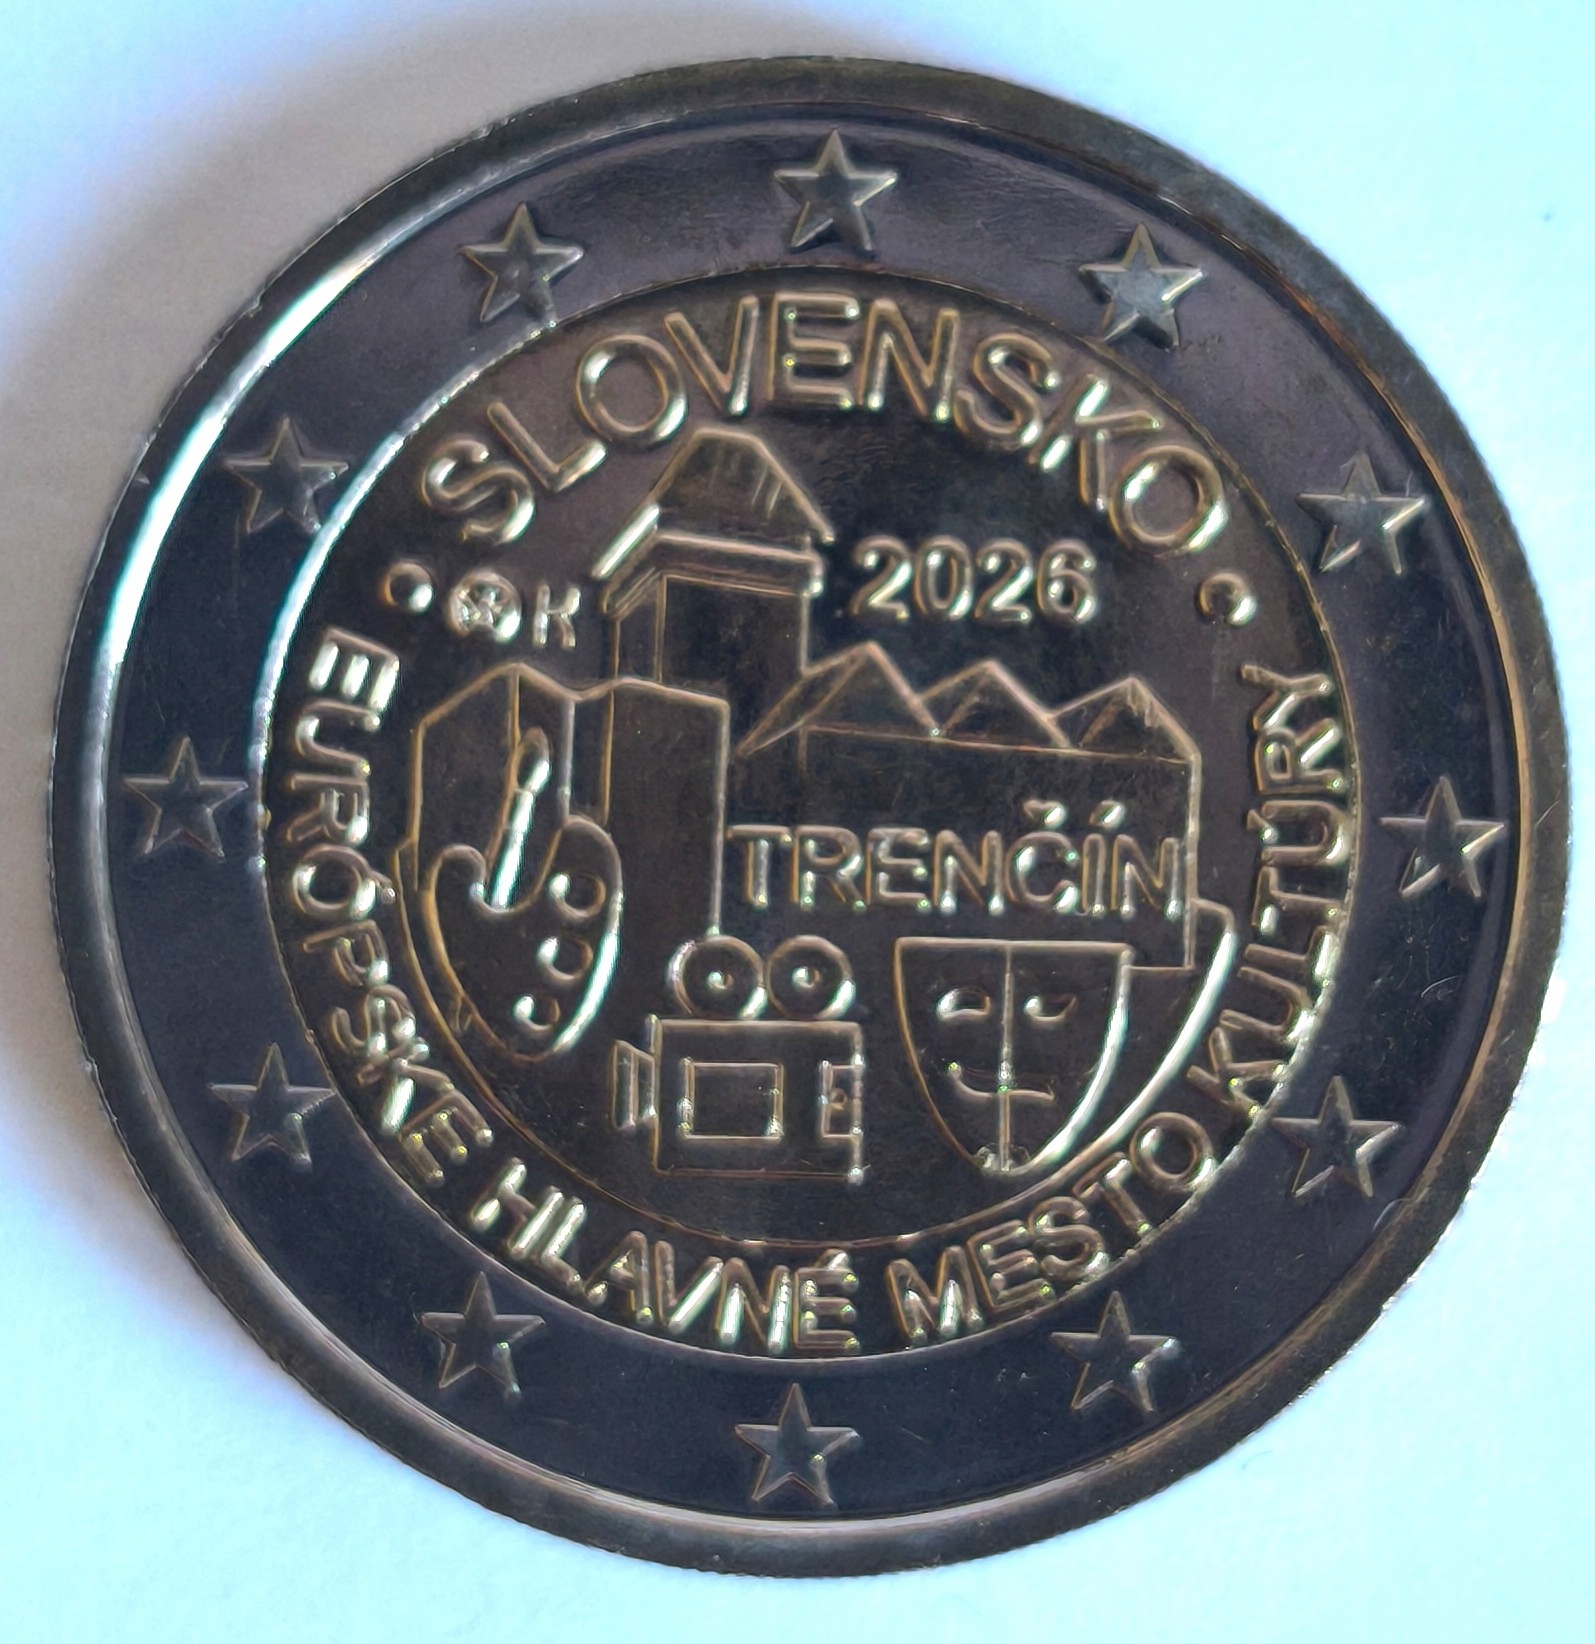 SLOVENSKO
2026
K
TRENČÍN
EURÓPSKE HLAVNÉ MESTO KULTÚRY